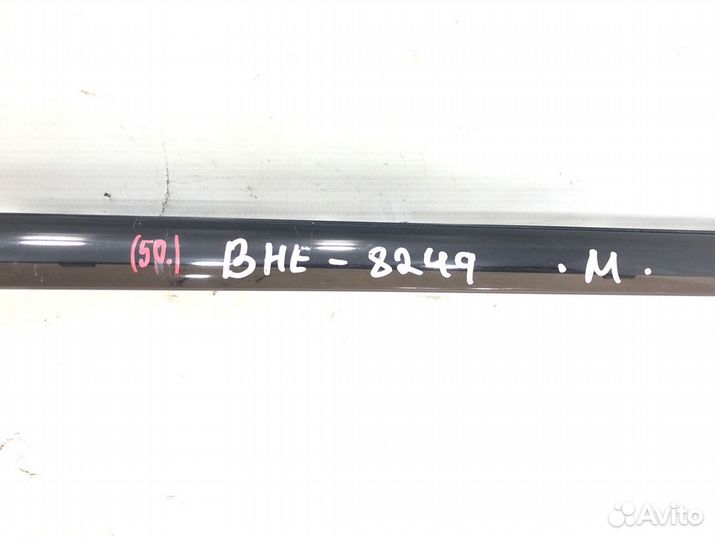 (50.) BHE - 8249 . M .
Avito